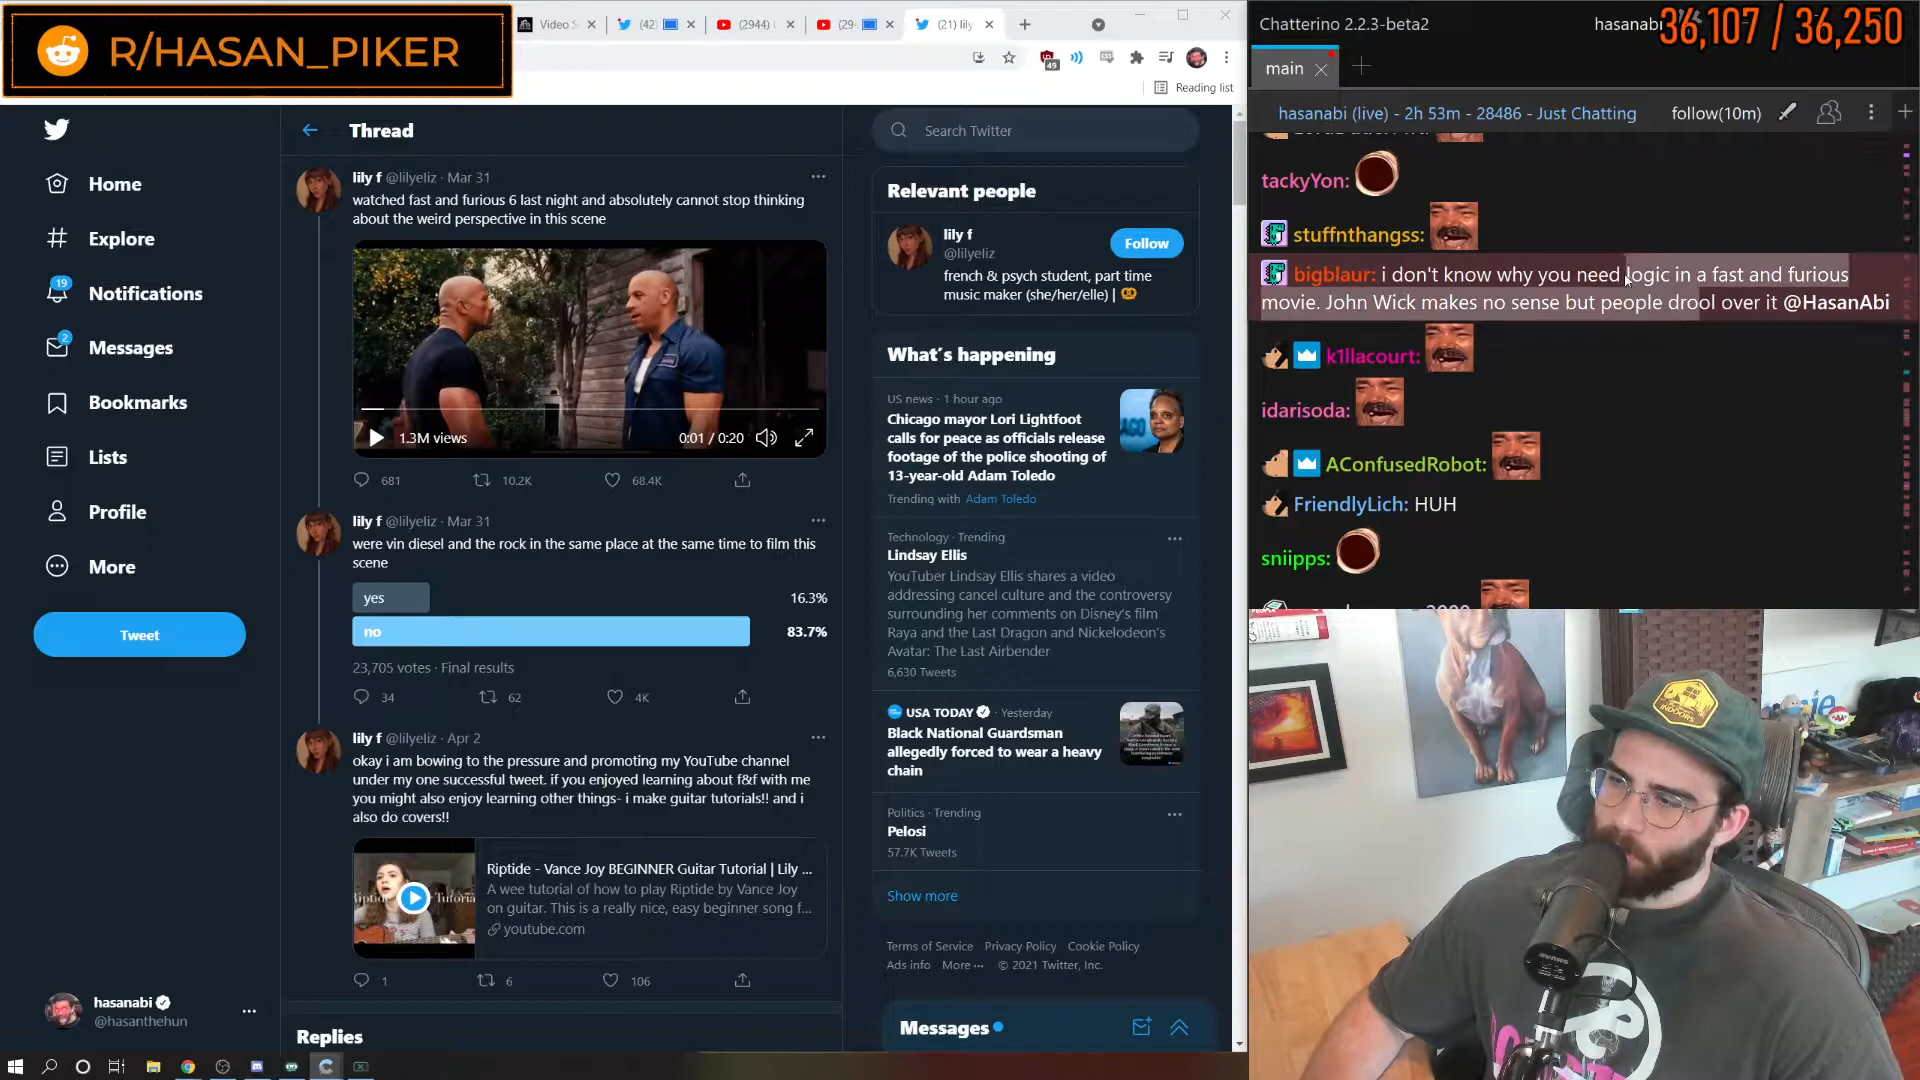 R/HASAN_PIKER
Video S
(42)
(2944)
(29
(21) lily
49
Reading list
Thread
Search Twitter
Home
Explore
19
Notifications
2
Messages
Bookmarks
Lists
Profile
More
Tweet
hasanabi
@hasanthehun
lily f @lilyeliz · Mar 31
watched fast and furious 6 last night and absolutely cannot stop thinking
about the weird perspective in this scene
1.3M views
0:01 / 0:20
681 10.2K 68.4K
lily f @lilyeliz · Mar 31
were vin diesel and the rock in the same place at the same time to film this
scene
yes 16.3%
no 83.7%
23,705 votes · Final results
34 62 4K
lily f @lilyeliz · Apr 2
okay i am bowing to the pressure and promoting my YouTube channel
under my one successful tweet. if you enjoyed learning about f&f with me
you might also enjoy learning other things- i make guitar tutorials!! and i
also do covers!!
Riptide - Vance Joy BEGINNER Guitar Tutorial | Lily ...
A wee tutorial of how to play Riptide by Vance Joy
on guitar. This is a really nice, easy beginner song f...
youtube.com
1 6 106
Replies
Relevant people
lily f
@lilyeliz
Follow
french & psych student, part time
music maker (she/her/elle) |
What's happening
US news · 1 hour ago
Chicago mayor Lori Lightfoot
calls for peace as officials release
footage of the police shooting of
13-year-old Adam Toledo
Trending with Adam Toledo
Technology · Trending
Lindsay Ellis
YouTuber Lindsay Ellis shares a video
addressing cancel culture and the controversy
surrounding her comments on Disney's film
Raya and the Last Dragon and Nickelodeon's
Avatar: The Last Airbender
6,630 Tweets
USA TODAY · Yesterday
Black National Guardsman
allegedly forced to wear a heavy
chain
Politics · Trending
Pelosi
57.7K Tweets
Show more
Terms of Service Privacy Policy Cookie Policy
Ads info More ··· © 2021 Twitter, Inc.
Messages
Chatterino 2.2.3-beta2
hasanabi
36,107 / 36,250
main
hasanabi (live) - 2h 53m - 28486 - Just Chatting
follow(10m)
tackyYon:
stuffnthangss:
bigblaur: i don't know why you need logic in a fast and furious
movie. John Wick makes no sense but people drool over it @HasanAbi
k1llacourt:
idarisoda:
AConfusedRobot:
FriendlyLich: HUH
sniipps:
INDOORS